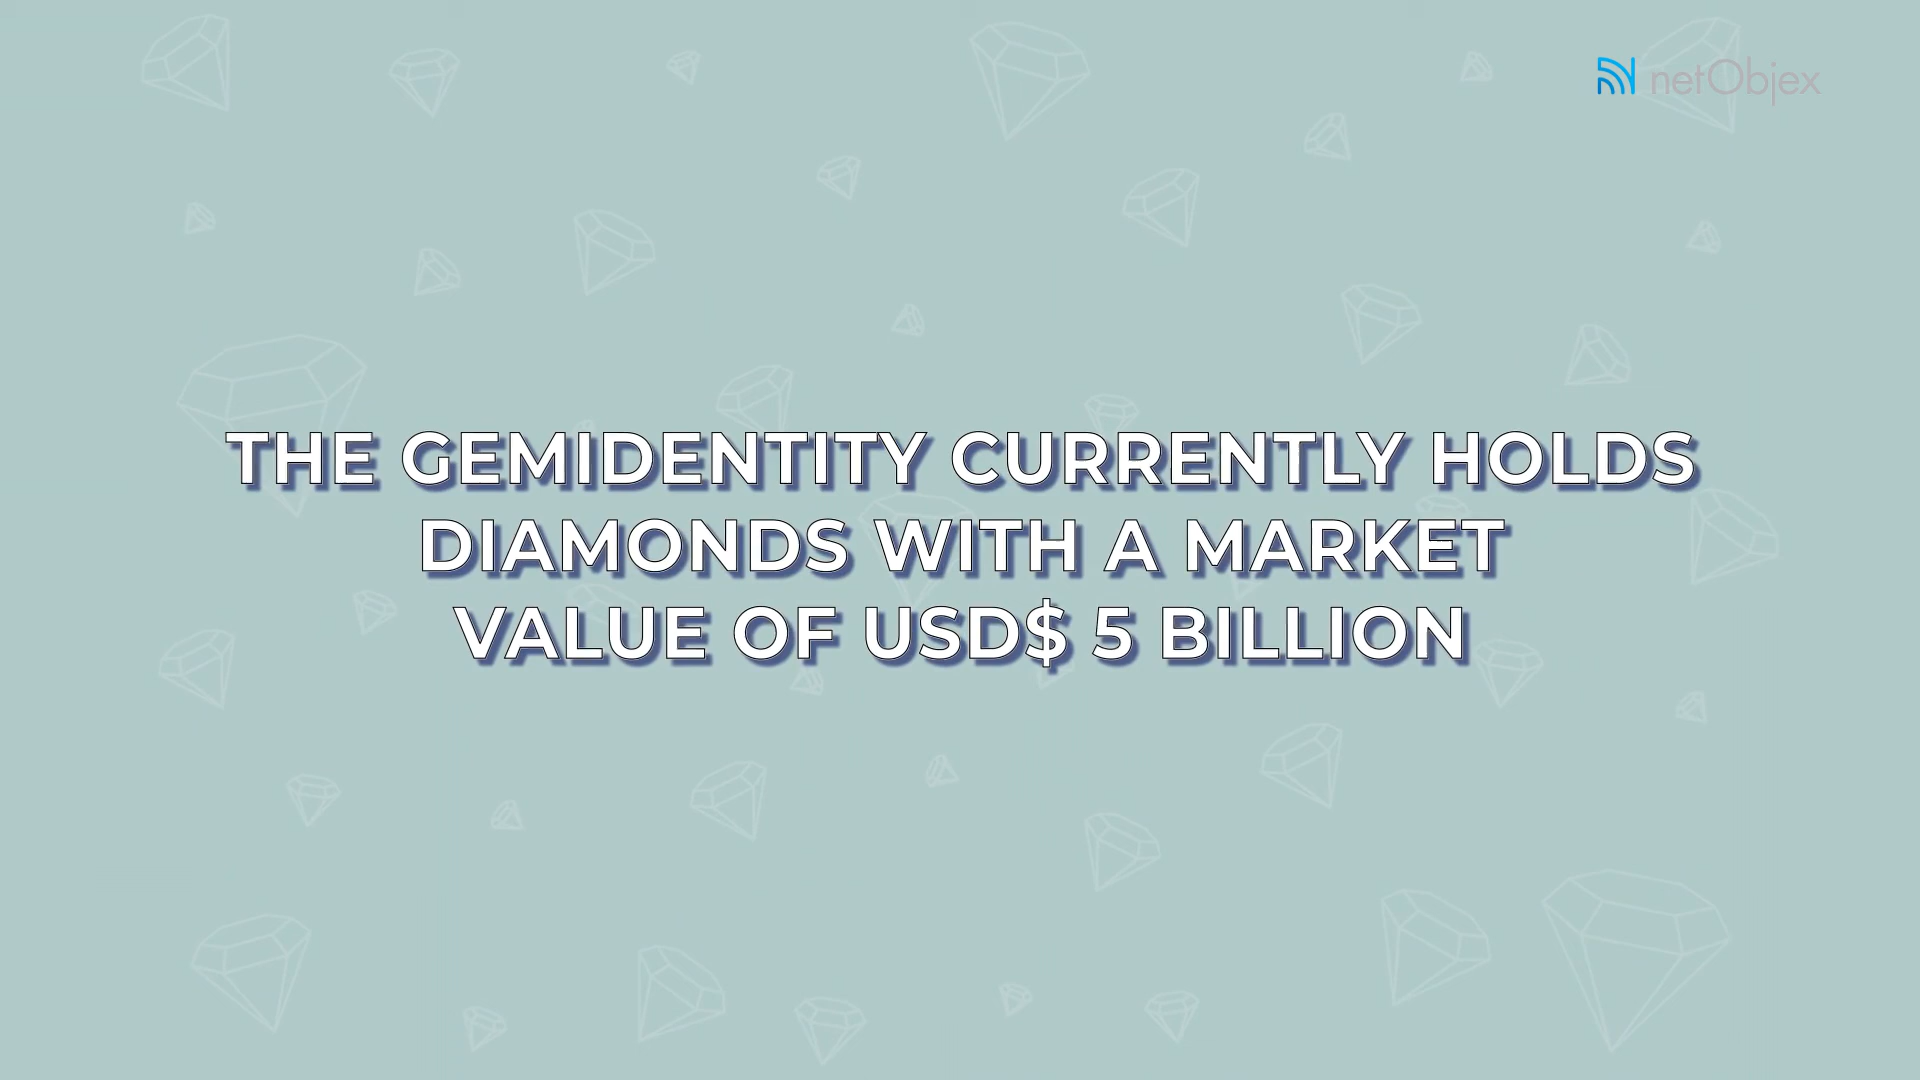 netObjex
THE GEMIDENTITY CURRENTLY HOLDS
DIAMONDS WITH A MARKET
VALUE OF USD$ 5 BILLION